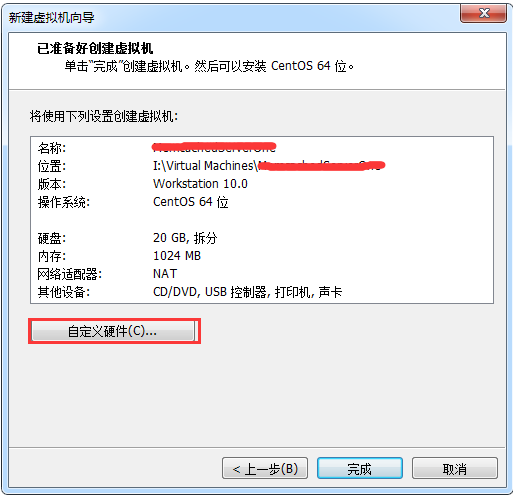 新建虚拟机向导
已准备好创建虚拟机
单击“完成”创建虚拟机。然后可以安装 CentOS 64 位。
将使用下列设置创建虚拟机:
名称:
位置: I:\Virtual Machines\
版本: Workstation 10.0
操作系统: CentOS 64 位
硬盘: 20 GB, 拆分
内存: 1024 MB
网络适配器: NAT
其他设备: CD/DVD, USB 控制器, 打印机, 声卡
自定义硬件(C)...
< 上一步(B) 完成 取消